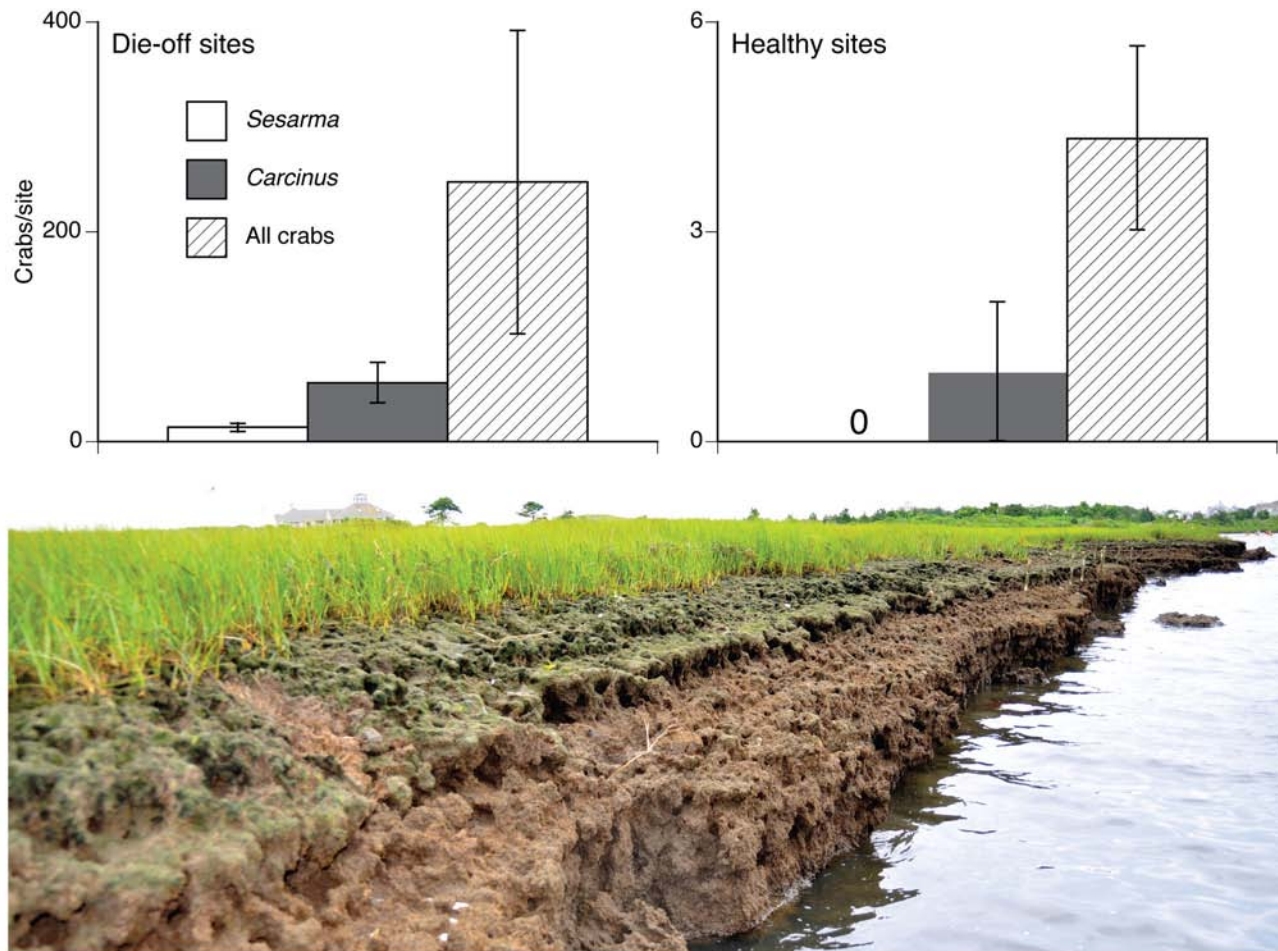 400
Die-off sites
Sesarma
Carcinus
All crabs
200
Crabs/site
0
6
Healthy sites
3
0
0